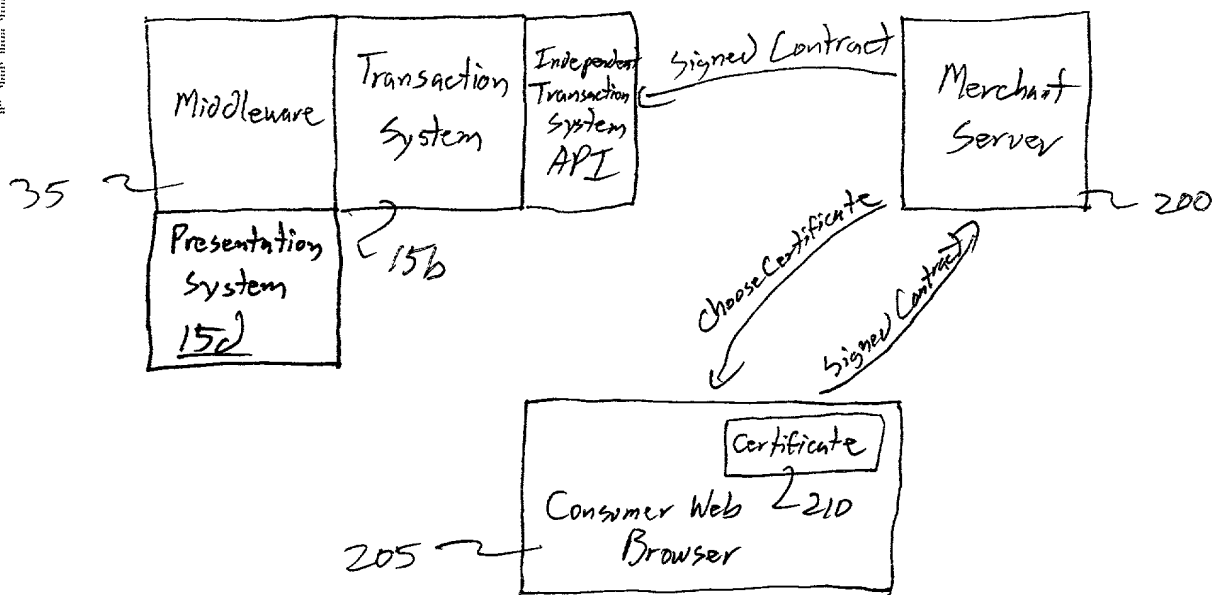 Middleware
Transaction
System
Independent
Transaction
System
API
Signed Contract
Merchant
Server
35
200
Presentation
System
15d
15b
Choose Certificate
Signed Contract
Certificate
210
Consumer Web
Browser
205